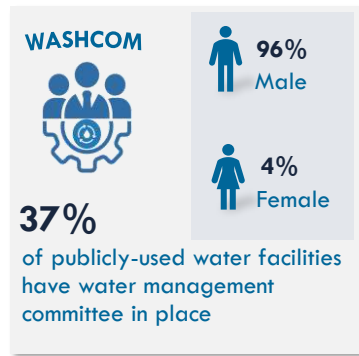 WASHCOM
96%
Male
4%
Female
37%
of publicly-used water facilities
have water management
committee in place